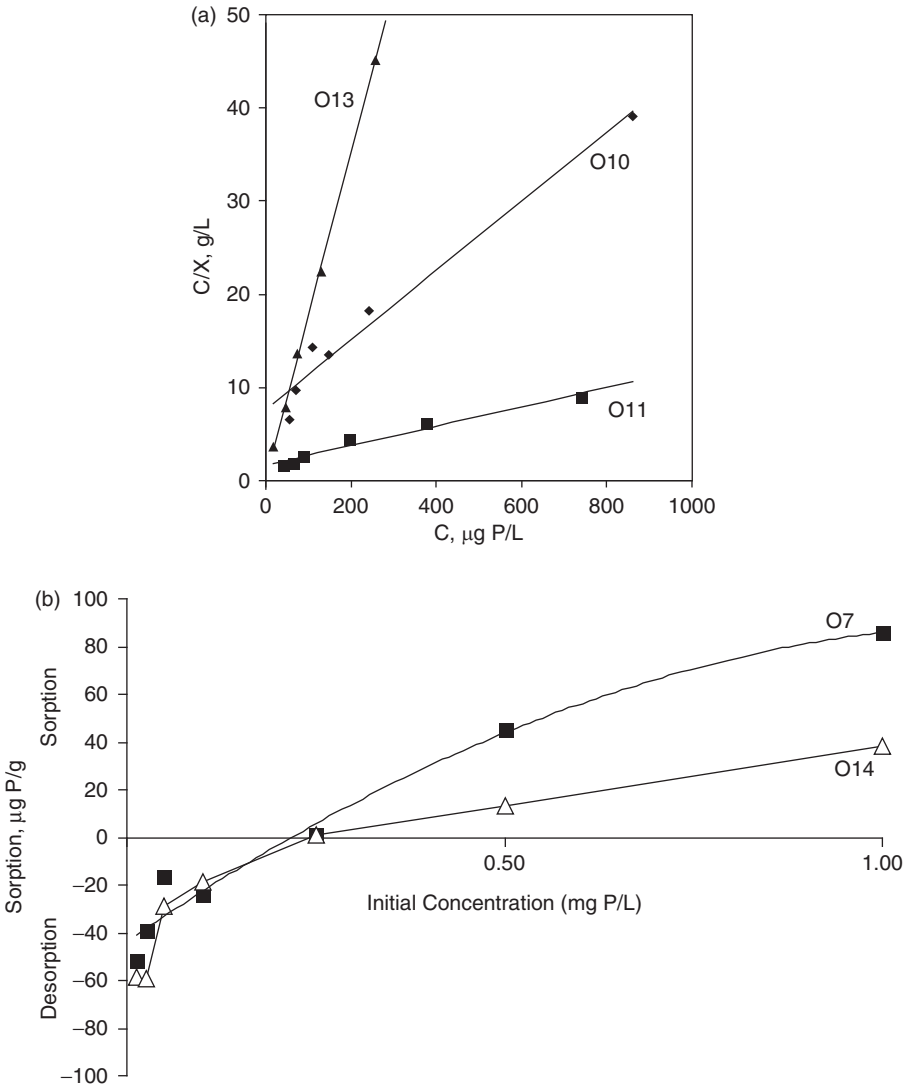 (a)
50
40
30
20
10
0
C/X, g/L
O13
O10
O11
0 200 400 600 800 1000
C, μg P/L
(b)
100
80
60
40
20
0
−20
−40
−60
−80
−100
Sorption, μg P/g
Sorption
Desorption
O7
O14
0.50 1.00
Initial Concentration (mg P/L)